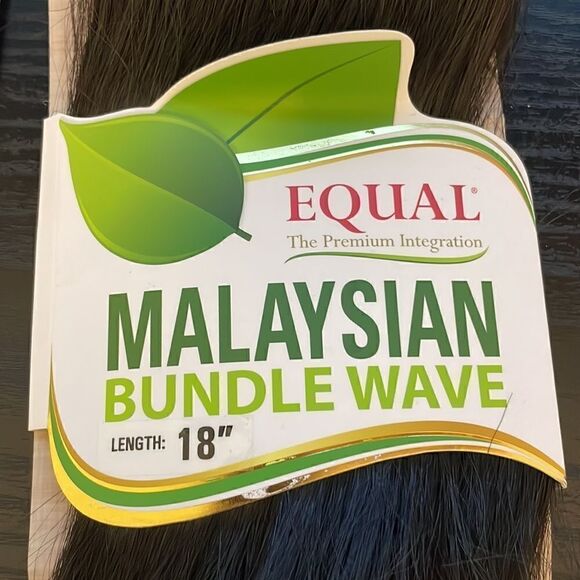 EQUAL®
The Premium Integration
MALAYSIAN
BUNDLE WAVE
LENGTH: 18"